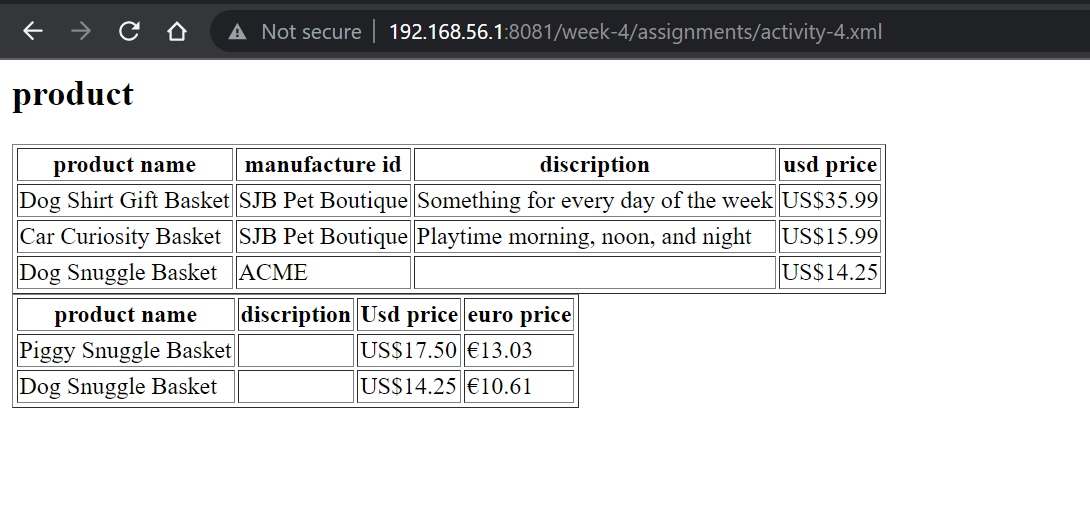 Not secure 192.168.56.1:8081/week-4/assignments/activity-4.xml
product
product name manufacture id discription usd price
Dog Shirt Gift Basket SJB Pet Boutique Something for every day of the week US$35.99
Car Curiosity Basket SJB Pet Boutique Playtime morning, noon, and night US$15.99
Dog Snuggle Basket ACME US$14.25
product name discription Usd price euro price
Piggy Snuggle Basket US$17.50 €13.03
Dog Snuggle Basket US$14.25 €10.61